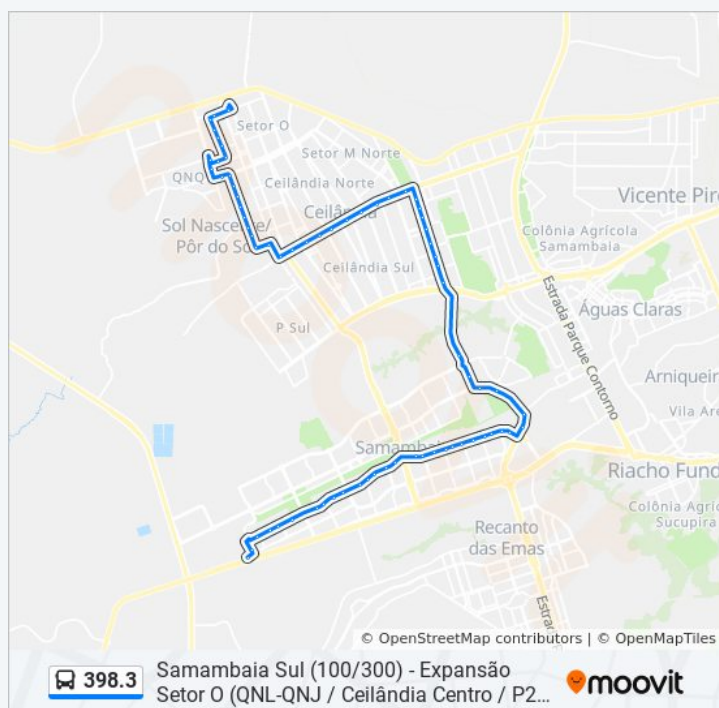 Setor O
Setor M Norte
QNQ
Ceilândia Norte
Vicente Pire
Ceilândia
Sol Nascente/
Pôr do Sol
Colônia Agrícola
Samambaia
Ceilândia Sul
Estrada Parque Contorno
Águas Claras
P Sul
Arniqueir
Vila Are
Samambaia
Riacho Fund
Colônia Agríc
Sucupira
Recanto
das Emas
Estra
© OpenStreetMap contributors | © OpenMapTiles
398.3
Samambaia Sul (100/300) - Expansão
Setor O (QNL-QNJ / Ceilândia Centro / P2...
moovit